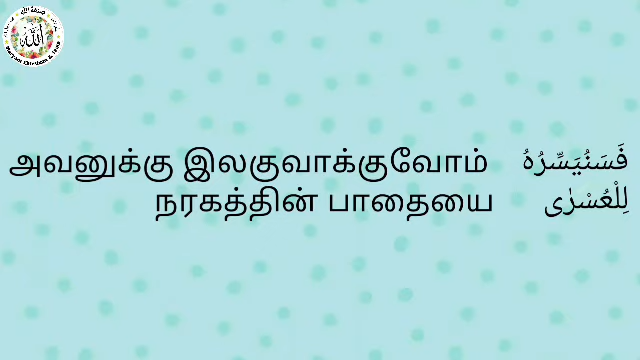 அவனுக்கு இலகுவாக்குவோம்
நரகத்தின் பாதையை
فَسَنُيَسِّرُهُ
لِلْعُسْرٰى